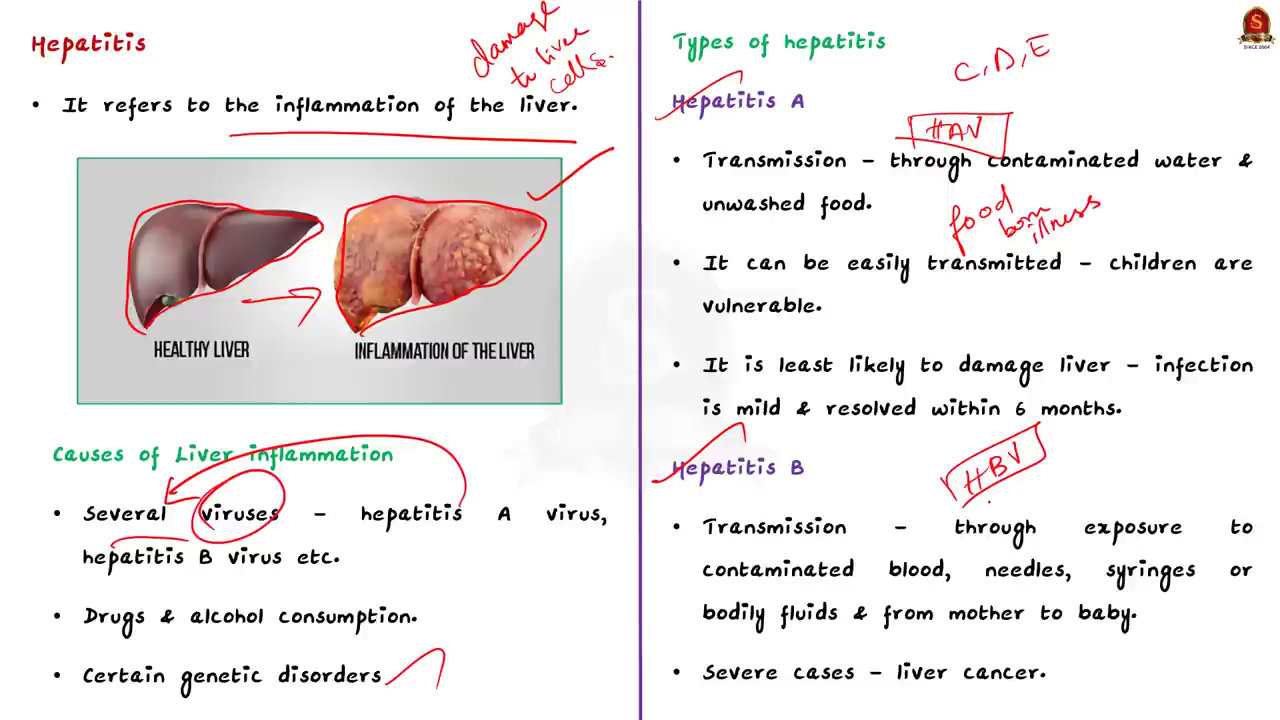 Hepatitis
damage
to liver
cells.
• It refers to the inflammation of the liver.
HEALTHY LIVER
INFLAMMATION OF THE LIVER
Causes of Liver inflammation
• Several viruses – hepatitis A virus,
hepatitis B virus etc.
• Drugs & alcohol consumption.
• Certain genetic disorders
Types of hepatitis
C, D, E
Hepatitis A
HAV
• Transmission – through contaminated water &
unwashed food.
food
born
illness
• It can be easily transmitted – children are
vulnerable.
• It is least likely to damage liver – infection
is mild & resolved within 6 months.
Hepatitis B
HBV
• Transmission – through exposure to
contaminated blood, needles, syringes or
bodily fluids & from mother to baby.
• Severe cases – liver cancer.
S
SINCE 2004